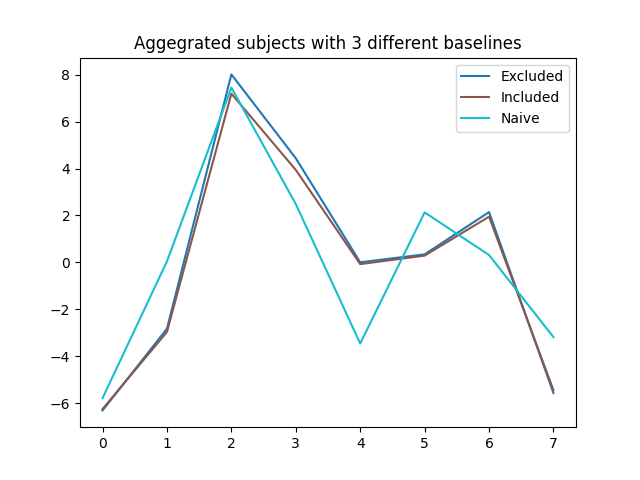 Aggegrated subjects with 3 different baselines
Excluded
Included
Naive
8
6
4
2
0
−2
−4
−6
0 1 2 3 4 5 6 7